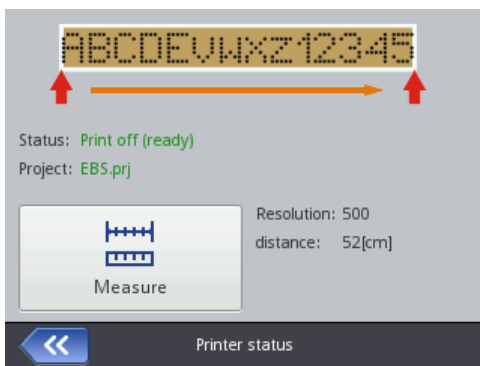 ABCDEVWXZ12345
Status: Print off (ready)
Project: EBS.prj
Resolution: 500
distance: 52[cm]
Measure
Printer status